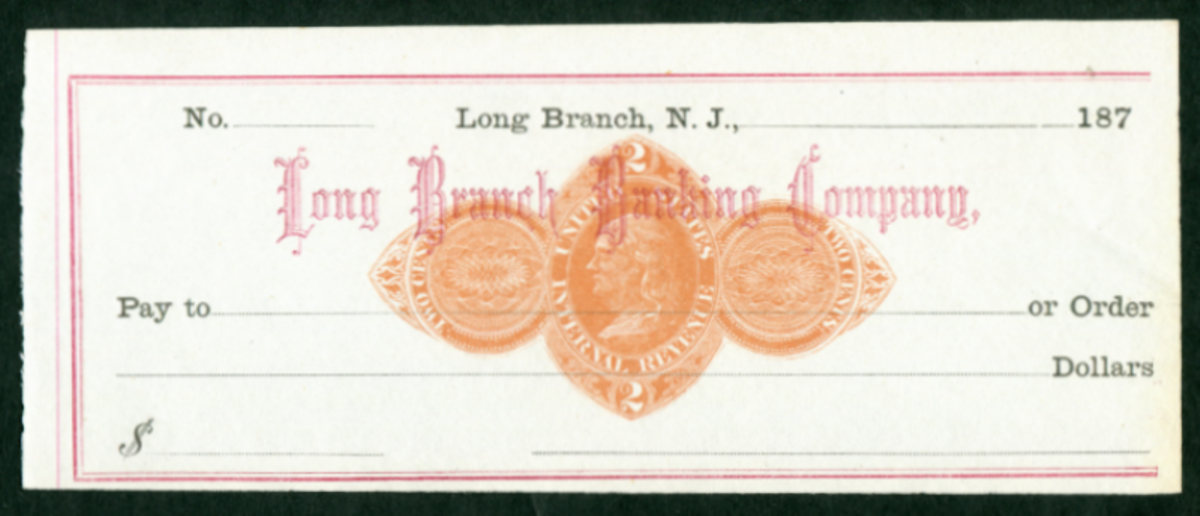 No. Long Branch, N. J., 187
Long Branch Banking Company,
2
UNITED STATES
TWO CENTS
TWO CENTS
INTERNAL REVENUE
Pay to or Order
2
Dollars
$